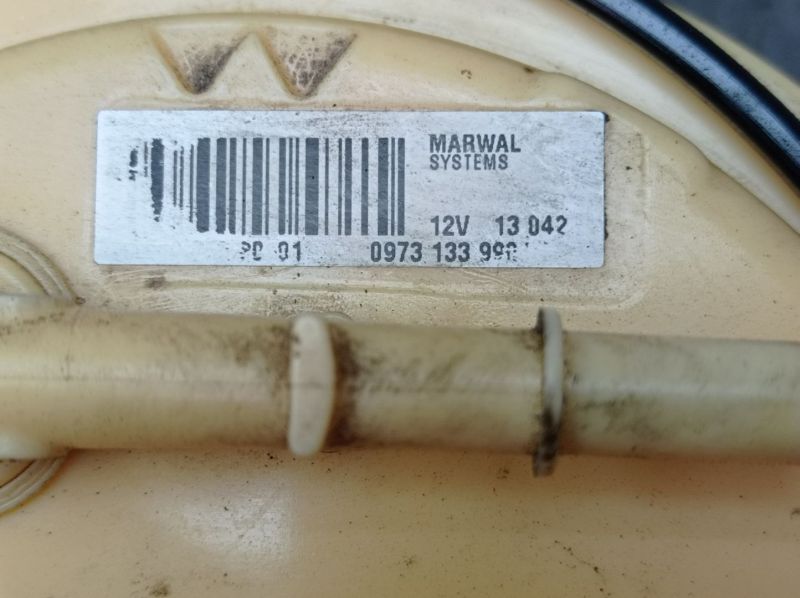 MARWAL
SYSTEMS
12V 13 042
01 0973 133